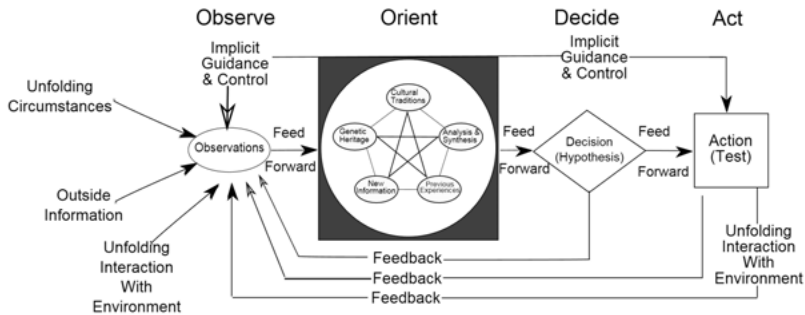 Observe
Orient
Decide
Act
Implicit
Guidance
& Control
Implicit
Guidance
& Control
Unfolding
Circumstances
Observations
Feed
Forward
Cultural
Traditions
Genetic
Heritage
Analysis &
Synthesis
New
Information
Previous
Experiences
Feed
Forward
Decision
(Hypothesis)
Feed
Forward
Action
(Test)
Outside
Information
Unfolding
Interaction
With
Environment
Unfolding
Interaction
With
Environment
Feedback
Feedback
Feedback